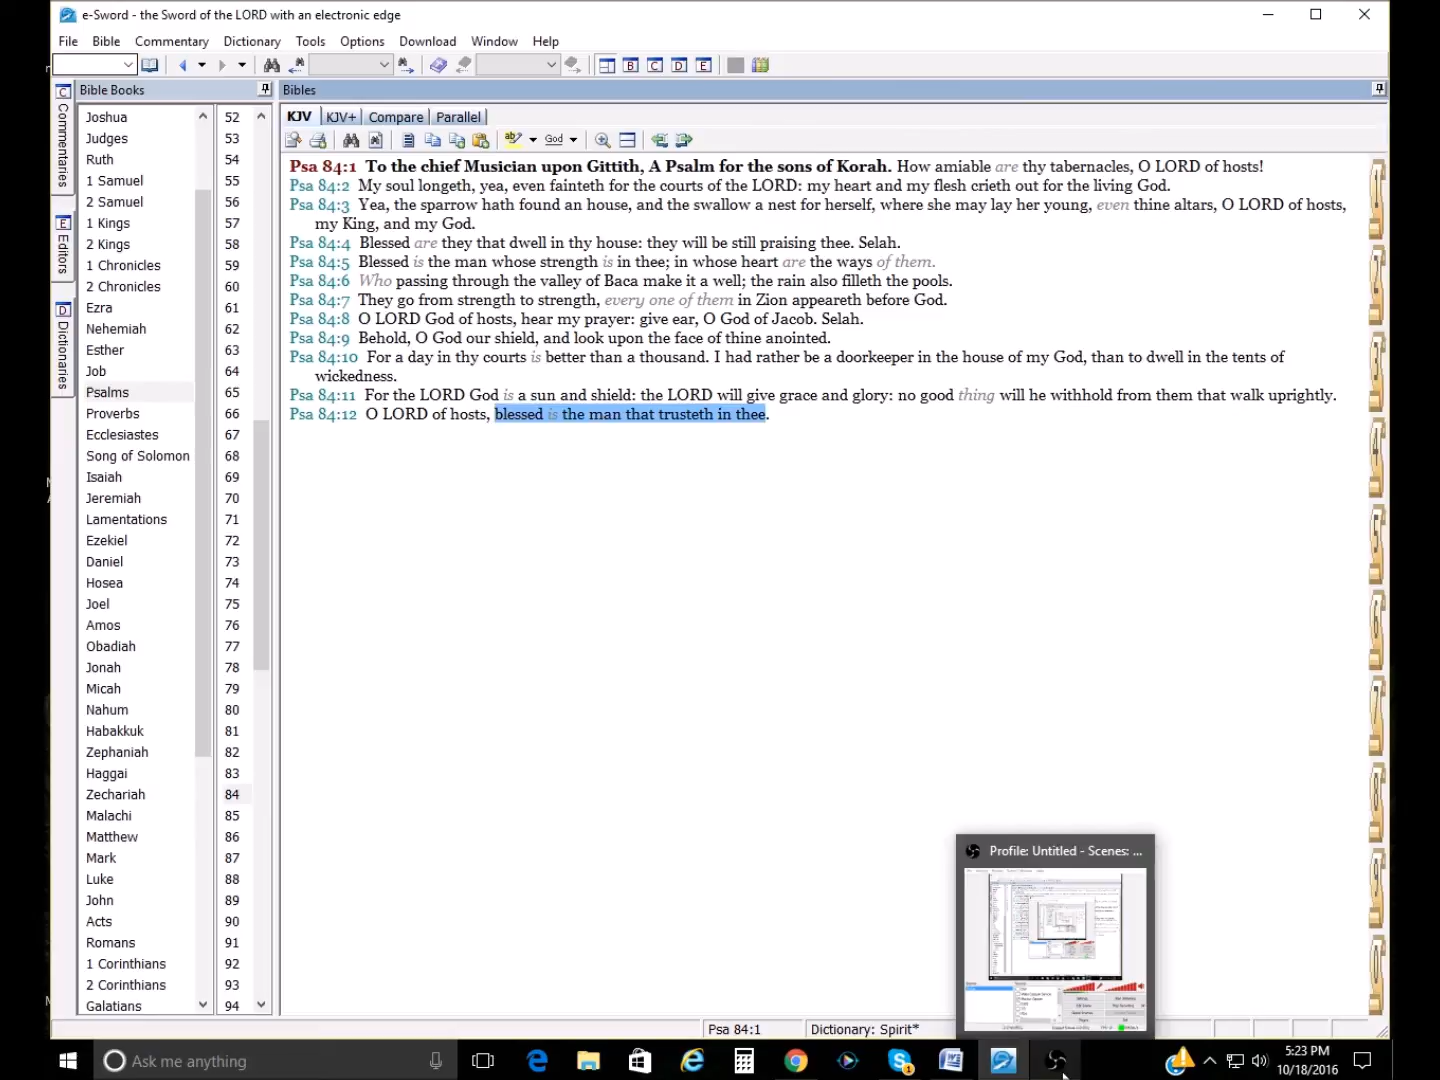 e-Sword - the Sword of the LORD with an electronic edge
File Bible Commentary Dictionary Tools Options Download Window Help
B C D E
Bible Books
Bibles
C Commentaries
E Editors
D Dictionaries
KJV KJV+ Compare Parallel
God
Joshua 52
Judges 53
Ruth 54
1 Samuel 55
2 Samuel 56
1 Kings 57
2 Kings 58
1 Chronicles 59
2 Chronicles 60
Ezra 61
Nehemiah 62
Esther 63
Job 64
Psalms 65
Proverbs 66
Ecclesiastes 67
Song of Solomon 68
Isaiah 69
Jeremiah 70
Lamentations 71
Ezekiel 72
Daniel 73
Hosea 74
Joel 75
Amos 76
Obadiah 77
Jonah 78
Micah 79
Nahum 80
Habakkuk 81
Zephaniah 82
Haggai 83
Zechariah 84
Malachi 85
Matthew 86
Mark 87
Luke 88
John 89
Acts 90
Romans 91
1 Corinthians 92
2 Corinthians 93
Galatians 94
Psa 84:1 To the chief Musician upon Gittith, A Psalm for the sons of Korah. How amiable are thy tabernacles, O LORD of hosts!
Psa 84:2 My soul longeth, yea, even fainteth for the courts of the LORD: my heart and my flesh crieth out for the living God.
Psa 84:3 Yea, the sparrow hath found an house, and the swallow a nest for herself, where she may lay her young, even thine altars, O LORD of hosts,
my King, and my God.
Psa 84:4 Blessed are they that dwell in thy house: they will be still praising thee. Selah.
Psa 84:5 Blessed is the man whose strength is in thee; in whose heart are the ways of them.
Psa 84:6 Who passing through the valley of Baca make it a well; the rain also filleth the pools.
Psa 84:7 They go from strength to strength, every one of them in Zion appeareth before God.
Psa 84:8 O LORD God of hosts, hear my prayer: give ear, O God of Jacob. Selah.
Psa 84:9 Behold, O God our shield, and look upon the face of thine anointed.
Psa 84:10 For a day in thy courts is better than a thousand. I had rather be a doorkeeper in the house of my God, than to dwell in the tents of
wickedness.
Psa 84:11 For the LORD God is a sun and shield: the LORD will give grace and glory: no good thing will he withhold from them that walk uprightly.
Psa 84:12 O LORD of hosts, blessed is the man that trusteth in thee.
Profile: Untitled - Scenes: ...
Psa 84:1 Dictionary: Spirit*
Ask me anything
5:23 PM
10/18/2016